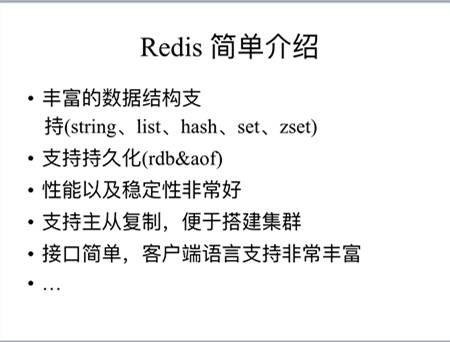 Redis 简单介绍
• 丰富的数据结构支
持(string、list、hash、set、zset)
• 支持持久化(rdb&aof)
• 性能以及稳定性非常好
• 支持主从复制，便于搭建集群
• 接口简单，客户端语言支持非常丰富
• …